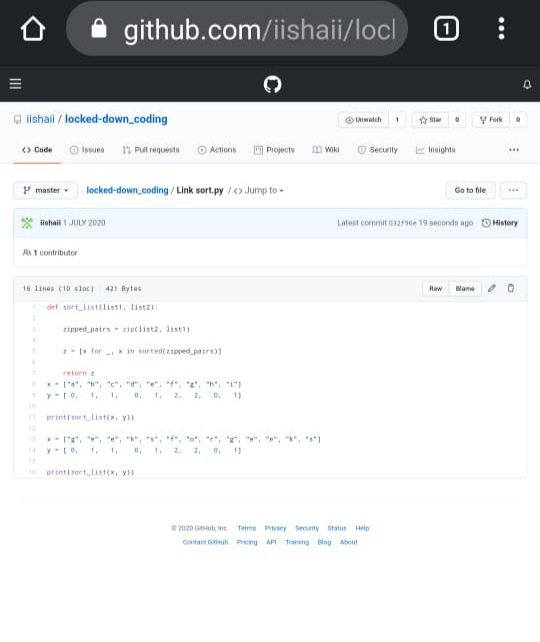 github.com/iishaii/locl
1
iishaii / locked-down_coding
Unwatch 1 Star 0 Fork 0
Code Issues Pull requests Actions Projects Wiki Security Insights ...
master locked-down_coding / Link sort.py / <> Jump to Go to file ...
iishaii 1 JULY 2020 Latest commit 032f96e 19 seconds ago History
1 contributor
16 lines (10 sloc) 421 Bytes Raw Blame
1 def sort_list(list1, list2):
2
3 zipped_pairs = zip(list2, list1)
4
5 z = [x for _, x in sorted(zipped_pairs)]
6
7 return z
8 x = ["a", "b", "c", "d", "e", "f", "g", "h", "i"]
9 y = [ 0, 1, 1, 0, 1, 2, 2, 0, 1]
10
11 print(sort_list(x, y))
12
13 x = ["g", "e", "e", "k", "s", "f", "o", "r", "g", "e", "e", "k", "s"]
14 y = [ 0, 1, 1, 0, 1, 2, 2, 0, 1]
15
16 print(sort_list(x, y))
© 2020 GitHub, Inc. Terms Privacy Security Status Help
Contact GitHub Pricing API Training Blog About